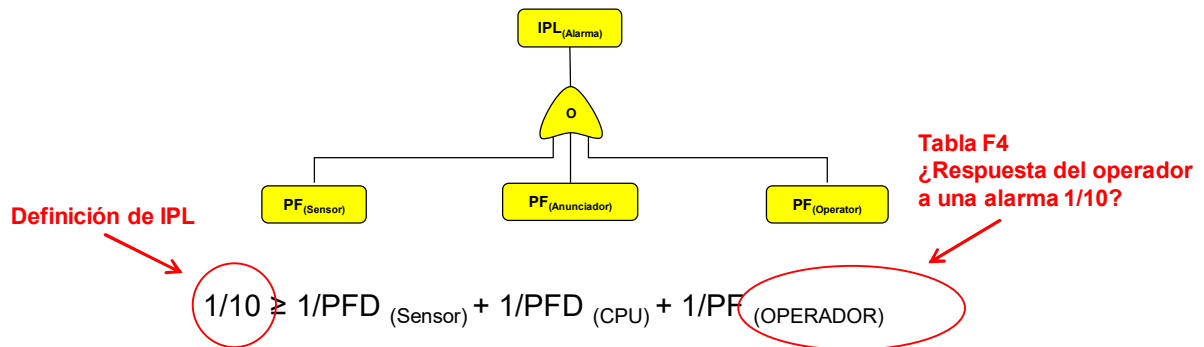 IPL(Alarma)
O
Tabla F4
¿Respuesta del operador
a una alarma 1/10?
PF(Sensor)
PF(Anunciador)
PF(Operator)
Definición de IPL
1/10 ≥ 1/PFD (Sensor) + 1/PFD (CPU) + 1/PF (OPERADOR)